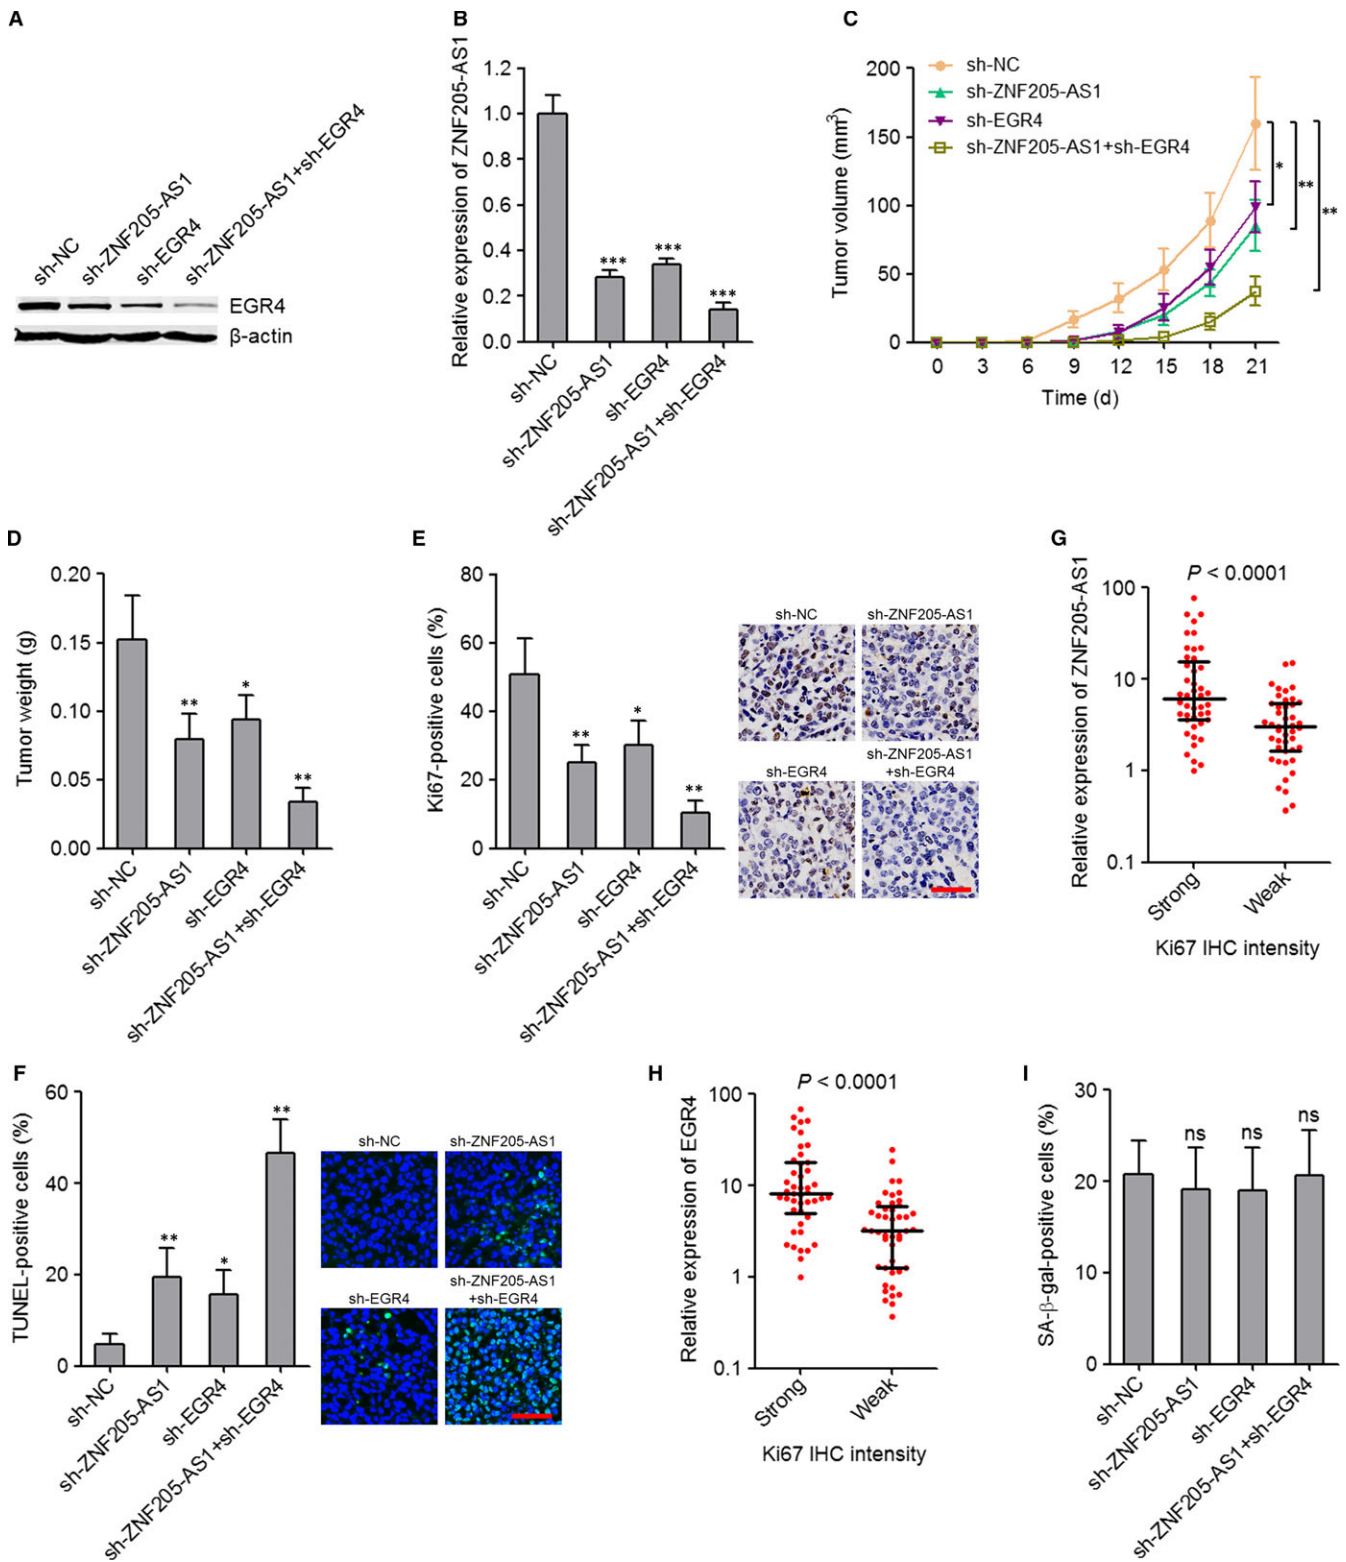 A
sh-NC
sh-ZNF205-AS1
sh-EGR4
sh-ZNF205-AS1+sh-EGR4
EGR4
β-actin
B
Relative expression of ZNF205-AS1
1.2
1.0
0.8
0.6
0.4
0.2
0.0
***
***
***
sh-NC
sh-ZNF205-AS1
sh-EGR4
sh-ZNF205-AS1+sh-EGR4
C
sh-NC
sh-ZNF205-AS1
sh-EGR4
sh-ZNF205-AS1+sh-EGR4
Tumor volume (mm³)
200
150
100
50
0
*
**
**
0 3 6 9 12 15 18 21
Time (d)
D
Tumor weight (g)
0.20
0.15
0.10
0.05
0.00
**
*
**
sh-NC
sh-ZNF205-AS1
sh-EGR4
sh-ZNF205-AS1+sh-EGR4
E
Ki67-positive cells (%)
80
60
40
20
0
**
*
**
sh-NC
sh-ZNF205-AS1
sh-EGR4
sh-ZNF205-AS1+sh-EGR4
sh-NC
sh-ZNF205-AS1
sh-EGR4
sh-ZNF205-AS1
+sh-EGR4
G
P < 0.0001
Relative expression of ZNF205-AS1
100
10
1
0.1
Strong
Weak
Ki67 IHC intensity
F
TUNEL-positive cells (%)
60
40
20
0
**
*
**
sh-NC
sh-ZNF205-AS1
sh-EGR4
sh-ZNF205-AS1+sh-EGR4
sh-NC
sh-ZNF205-AS1
sh-EGR4
sh-ZNF205-AS1
+sh-EGR4
H
P < 0.0001
Relative expression of EGR4
100
10
1
0.1
Strong
Weak
Ki67 IHC intensity
I
SA-β-gal-positive cells (%)
30
20
10
0
ns
ns
ns
sh-NC
sh-ZNF205-AS1
sh-EGR4
sh-ZNF205-AS1+sh-EGR4